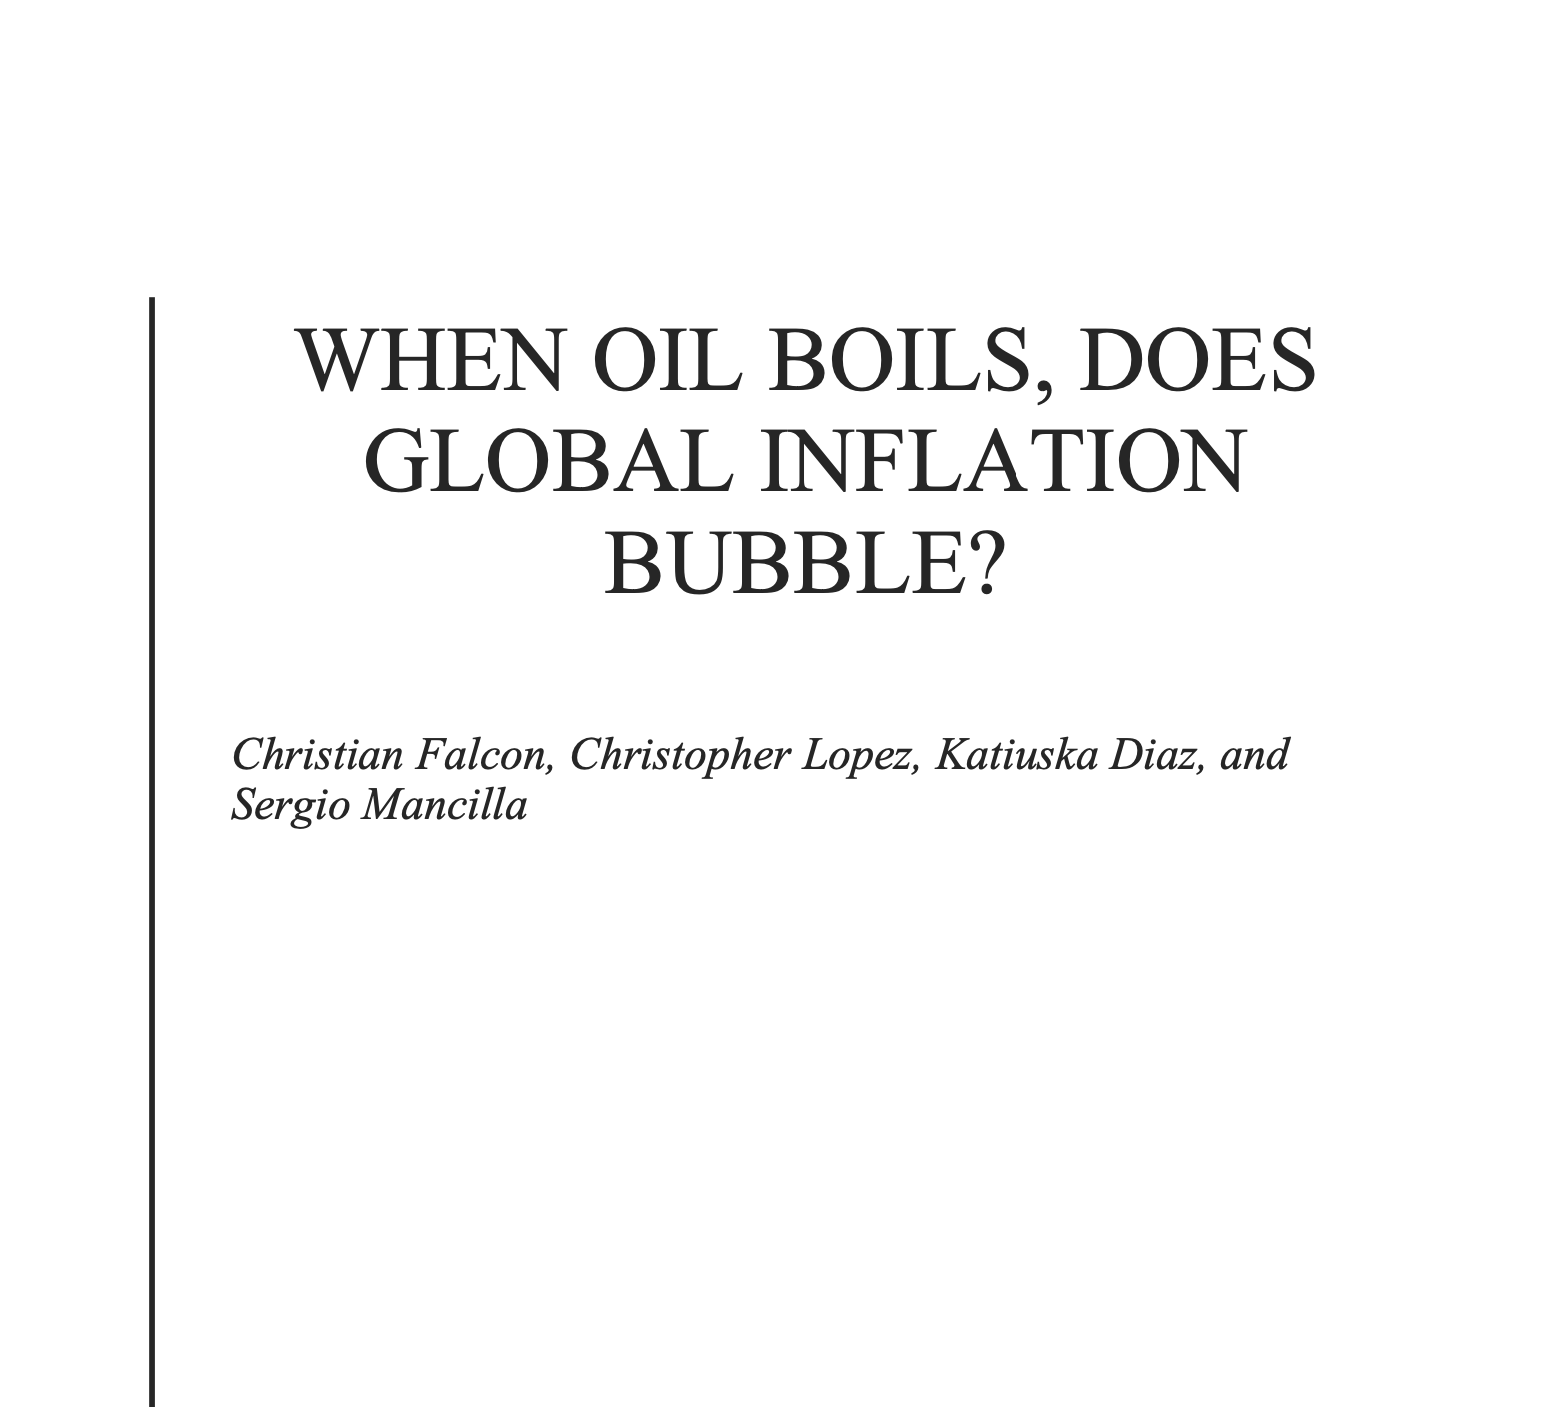 WHEN OIL BOILS, DOES
GLOBAL INFLATION
BUBBLE?
Christian Falcon, Christopher Lopez, Katiuska Diaz, and
Sergio Mancilla